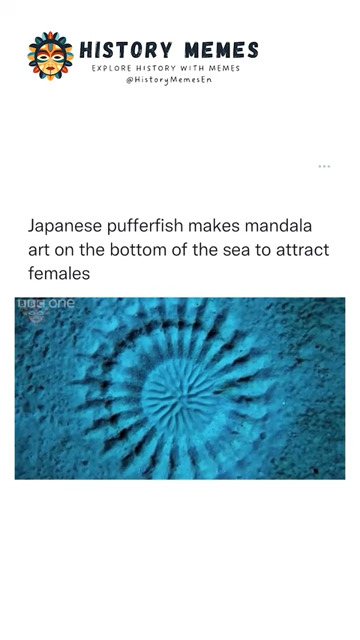 HISTORY MEMES
EXPLORE HISTORY WITH MEMES
@HistoryMemesEn
Japanese pufferfish makes mandala
art on the bottom of the sea to attract
females
BBC one